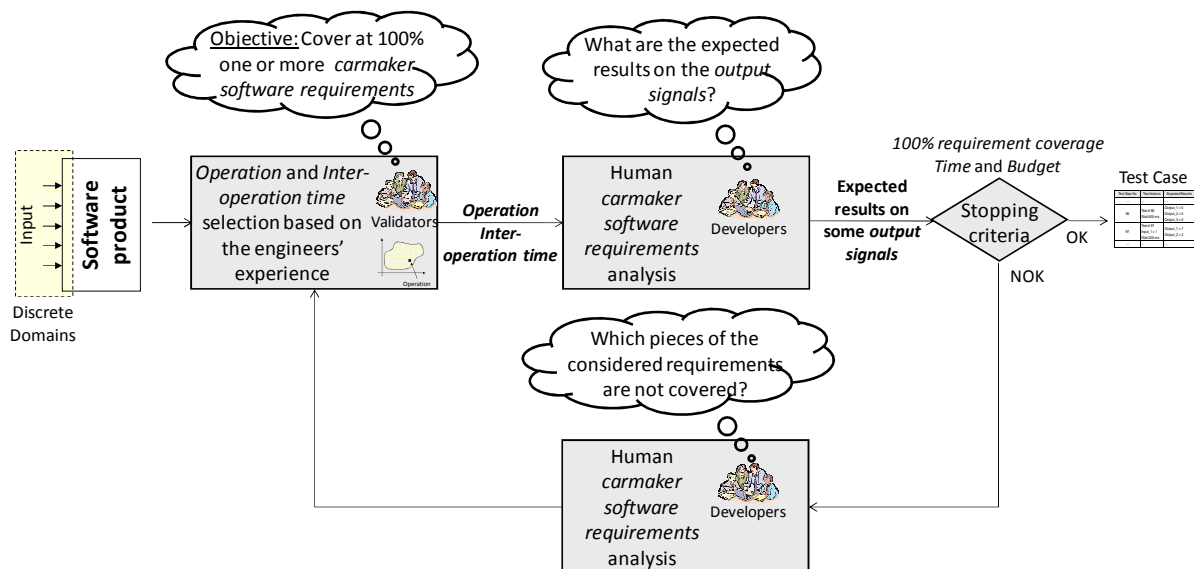 Objective: Cover at 100%
one or more carmaker
software requirements
What are the expected
results on the output
signals?
100% requirement coverage
Time and Budget
Input
Software
product
Discrete
Domains
Operation and Inter-
operation time
selection based on
the engineers'
experience
Validators
Operation
Operation
Inter-
operation time
Human
carmaker
software
requirements
analysis
Developers
Expected
results on
some output
signals
Stopping
criteria
OK
NOK
Test Case
Which pieces of the
considered requirements
are not covered?
Human
carmaker
software
requirements
analysis
Developers